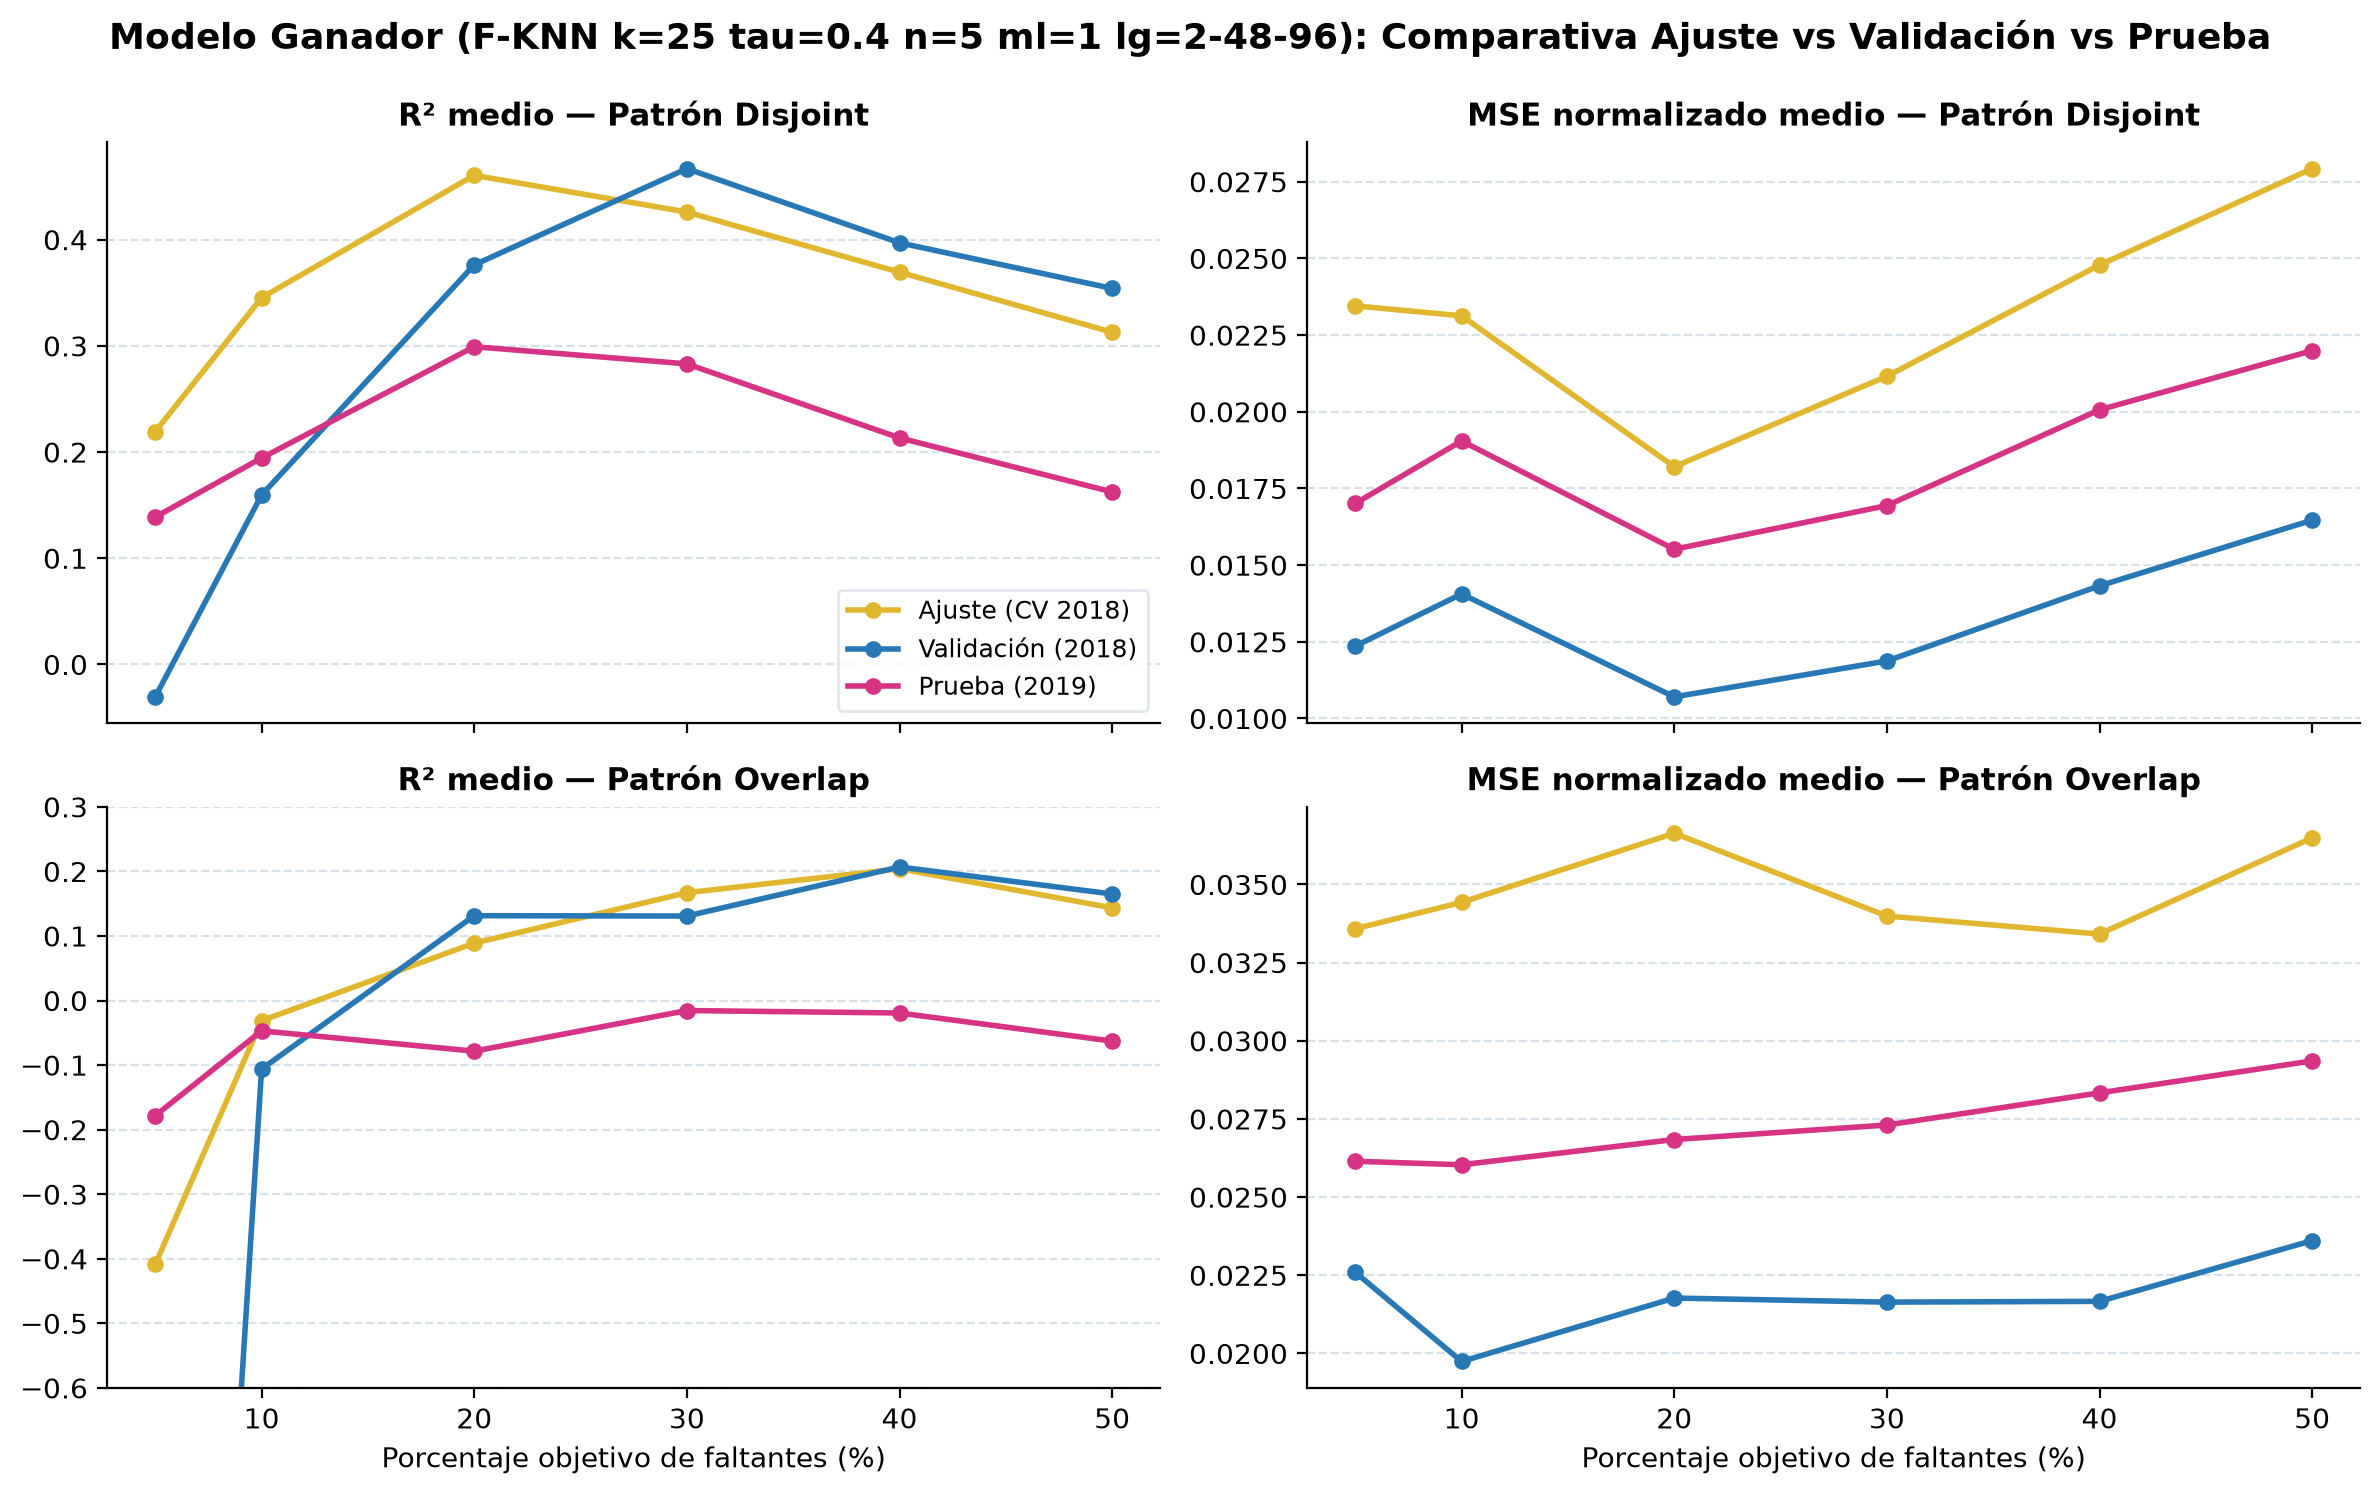 Modelo Ganador (F-KNN k=25 tau=0.4 n=5 ml=1 lg=2-48-96): Comparativa Ajuste vs Validación vs Prueba
R² medio — Patrón Disjoint
0.4
0.3
0.2
0.1
0.0
Ajuste (CV 2018)
Validación (2018)
Prueba (2019)
MSE normalizado medio — Patrón Disjoint
0.0275
0.0250
0.0225
0.0200
0.0175
0.0150
0.0125
0.0100
R² medio — Patrón Overlap
0.3
0.2
0.1
0.0
−0.1
−0.2
−0.3
−0.4
−0.5
−0.6
10 20 30 40 50
Porcentaje objetivo de faltantes (%)
MSE normalizado medio — Patrón Overlap
0.0350
0.0325
0.0300
0.0275
0.0250
0.0225
0.0200
10 20 30 40 50
Porcentaje objetivo de faltantes (%)